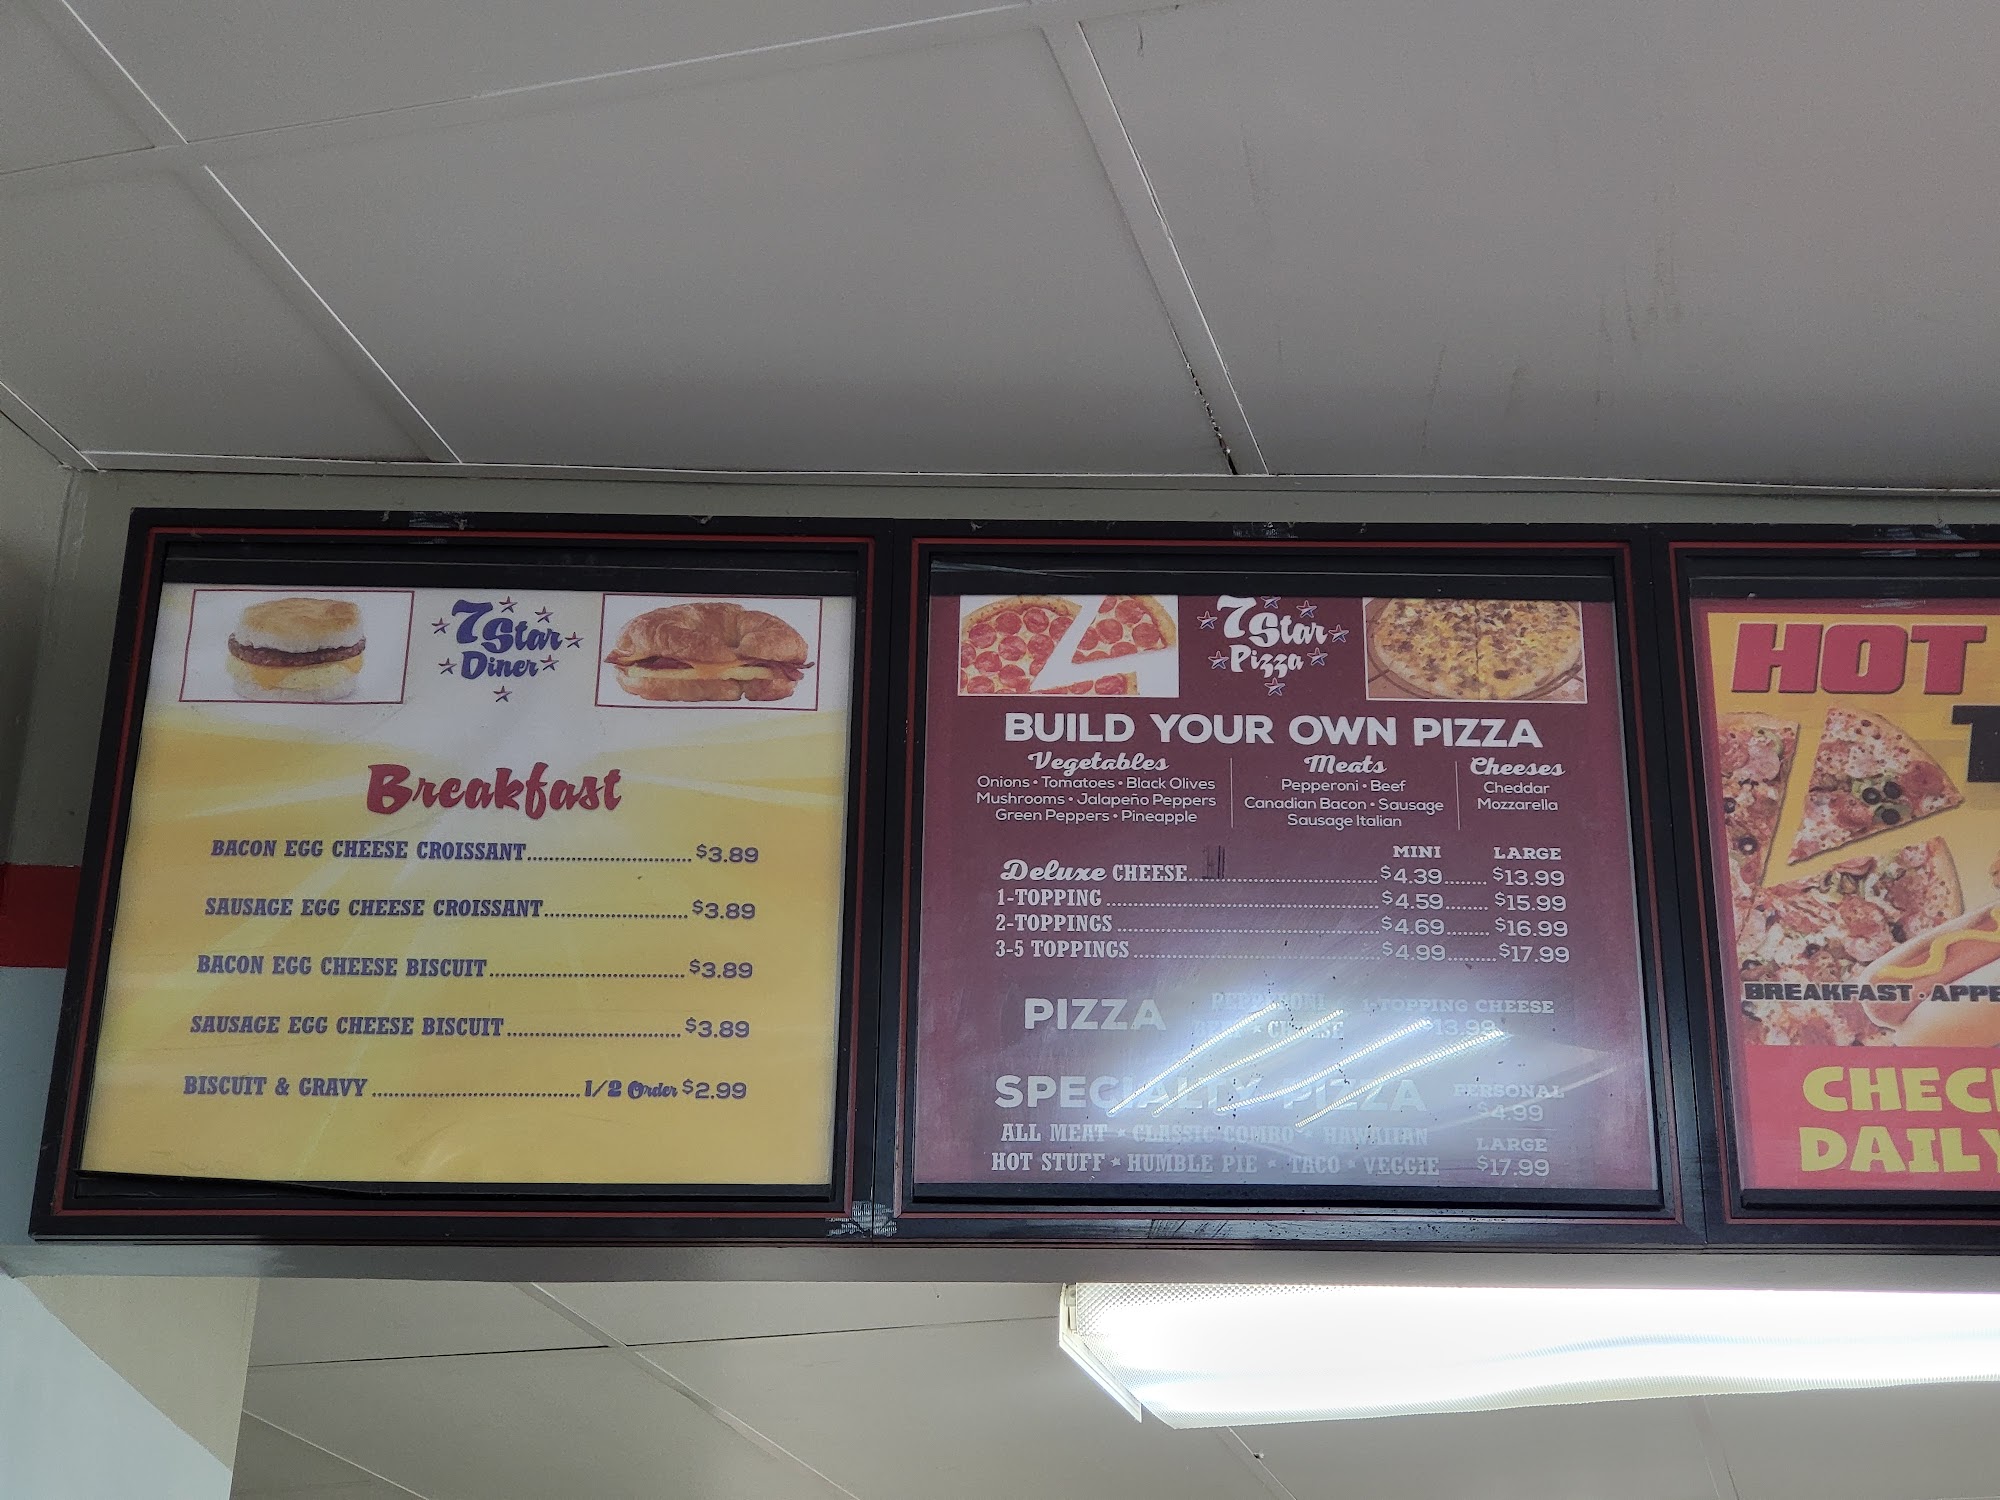 7 Star
Diner
Breakfast
BACON EGG CHEESE CROISSANT $3.89
SAUSAGE EGG CHEESE CROISSANT $3.89
BACON EGG CHEESE BISCUIT $3.89
SAUSAGE EGG CHEESE BISCUIT $3.89
BISCUIT & GRAVY 1/2 Order $2.99
7 Star
Pizza
BUILD YOUR OWN PIZZA
Vegetables
Onions • Tomatoes • Black Olives
Mushrooms • Jalapeño Peppers
Green Peppers • Pineapple
Meats
Pepperoni • Beef
Canadian Bacon • Sausage
Sausage Italian
Cheeses
Cheddar
Mozzarella
MINI LARGE
Deluxe CHEESE $4.39 $13.99
1-TOPPING $4.59 $15.99
2-TOPPINGS $4.69 $16.99
3-5 TOPPINGS $4.99 $17.99
PIZZA
PEPPERONI
BEEF * CHEESE
1-TOPPING CHEESE
$13.99
SPECIALTY PIZZA
PERSONAL
$4.99
ALL MEAT * CLASSIC COMBO * HAWAIIAN
HOT STUFF * HUMBLE PIE * TACO * VEGGIE
LARGE
$17.99
HOT
BREAKFAST • APPE
CHEC
DAILY